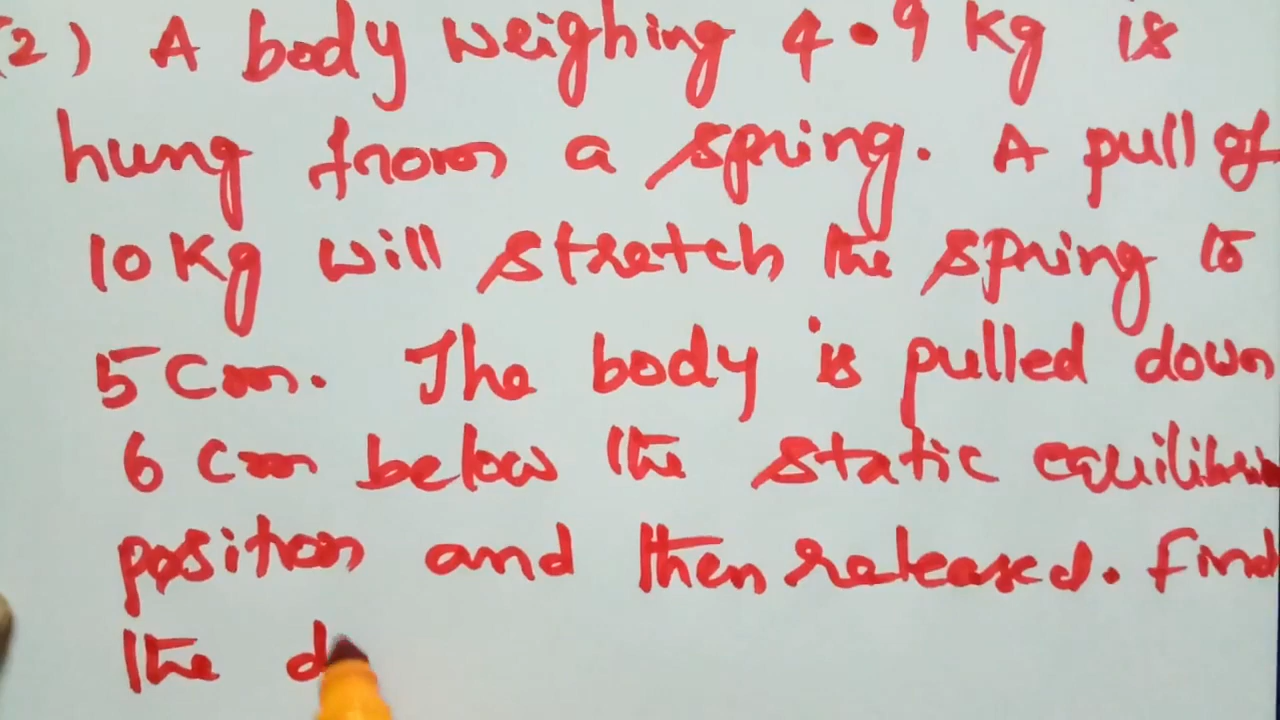 (2) A body weighing 4.9 kg is
hung from a spring. A pull of
10 kg will stretch the spring to
5 cm. The body is pulled down
6 cm below the static equilibrium
position and then released. Find
the d